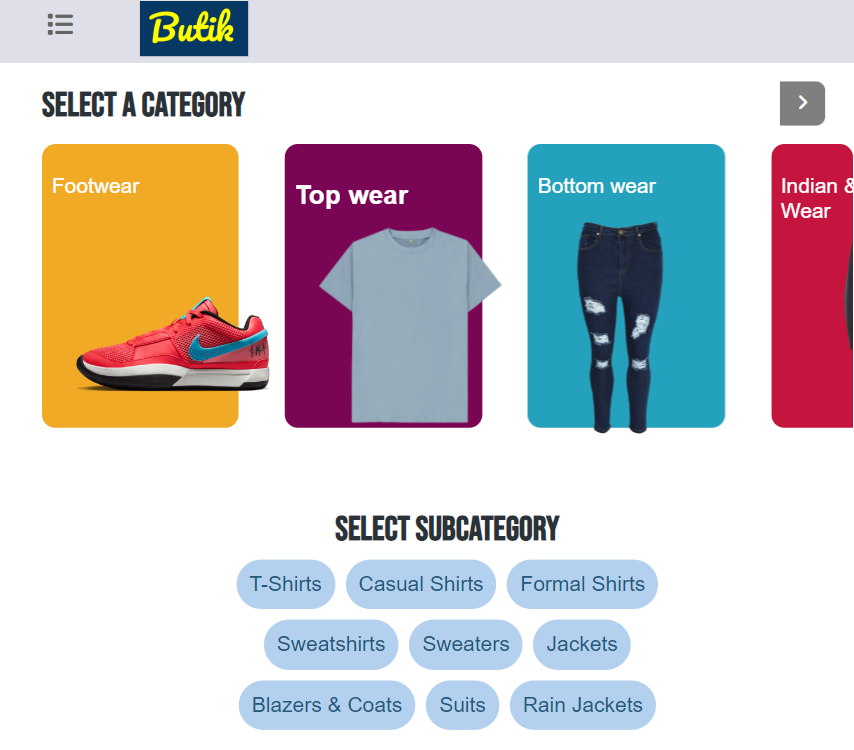 Butik
SELECT A CATEGORY
Footwear
Top wear
Bottom wear
Indian &
Wear
SELECT SUBCATEGORY
T-Shirts
Casual Shirts
Formal Shirts
Sweatshirts
Sweaters
Jackets
Blazers & Coats
Suits
Rain Jackets